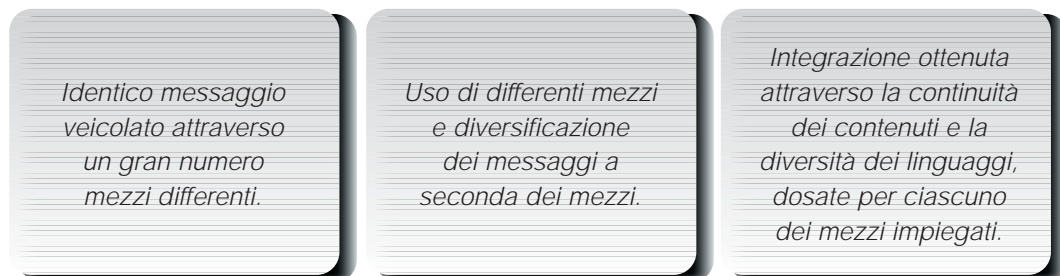 Identico messaggio
veicolato attraverso
un gran numero
mezzi differenti.
Uso di differenti mezzi
e diversificazione
dei messaggi a
seconda dei mezzi.
Integrazione ottenuta
attraverso la continuità
dei contenuti e la
diversità dei linguaggi,
dosate per ciascuno
dei mezzi impiegati.